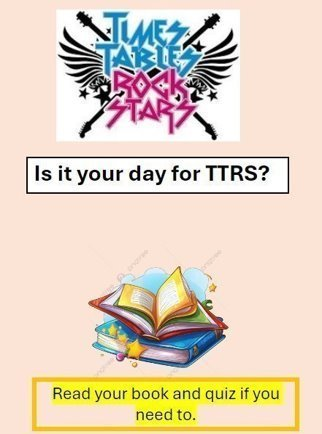 TIMES
TABLES
ROCK
STARS
Is it your day for TTRS?
Read your book and quiz if you
need to.